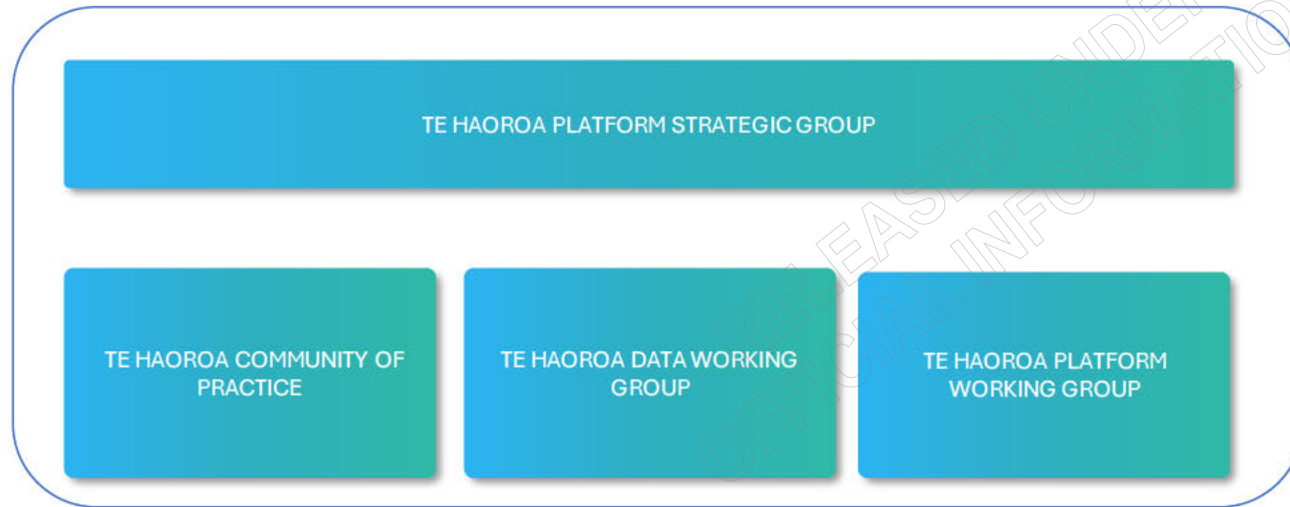 TE HAOROA PLATFORM STRATEGIC GROUP
TE HAOROA COMMUNITY OF
PRACTICE
TE HAOROA DATA WORKING
GROUP
TE HAOROA PLATFORM
WORKING GROUP
RELEASED UNDER
OFFICIAL INFORMATIO